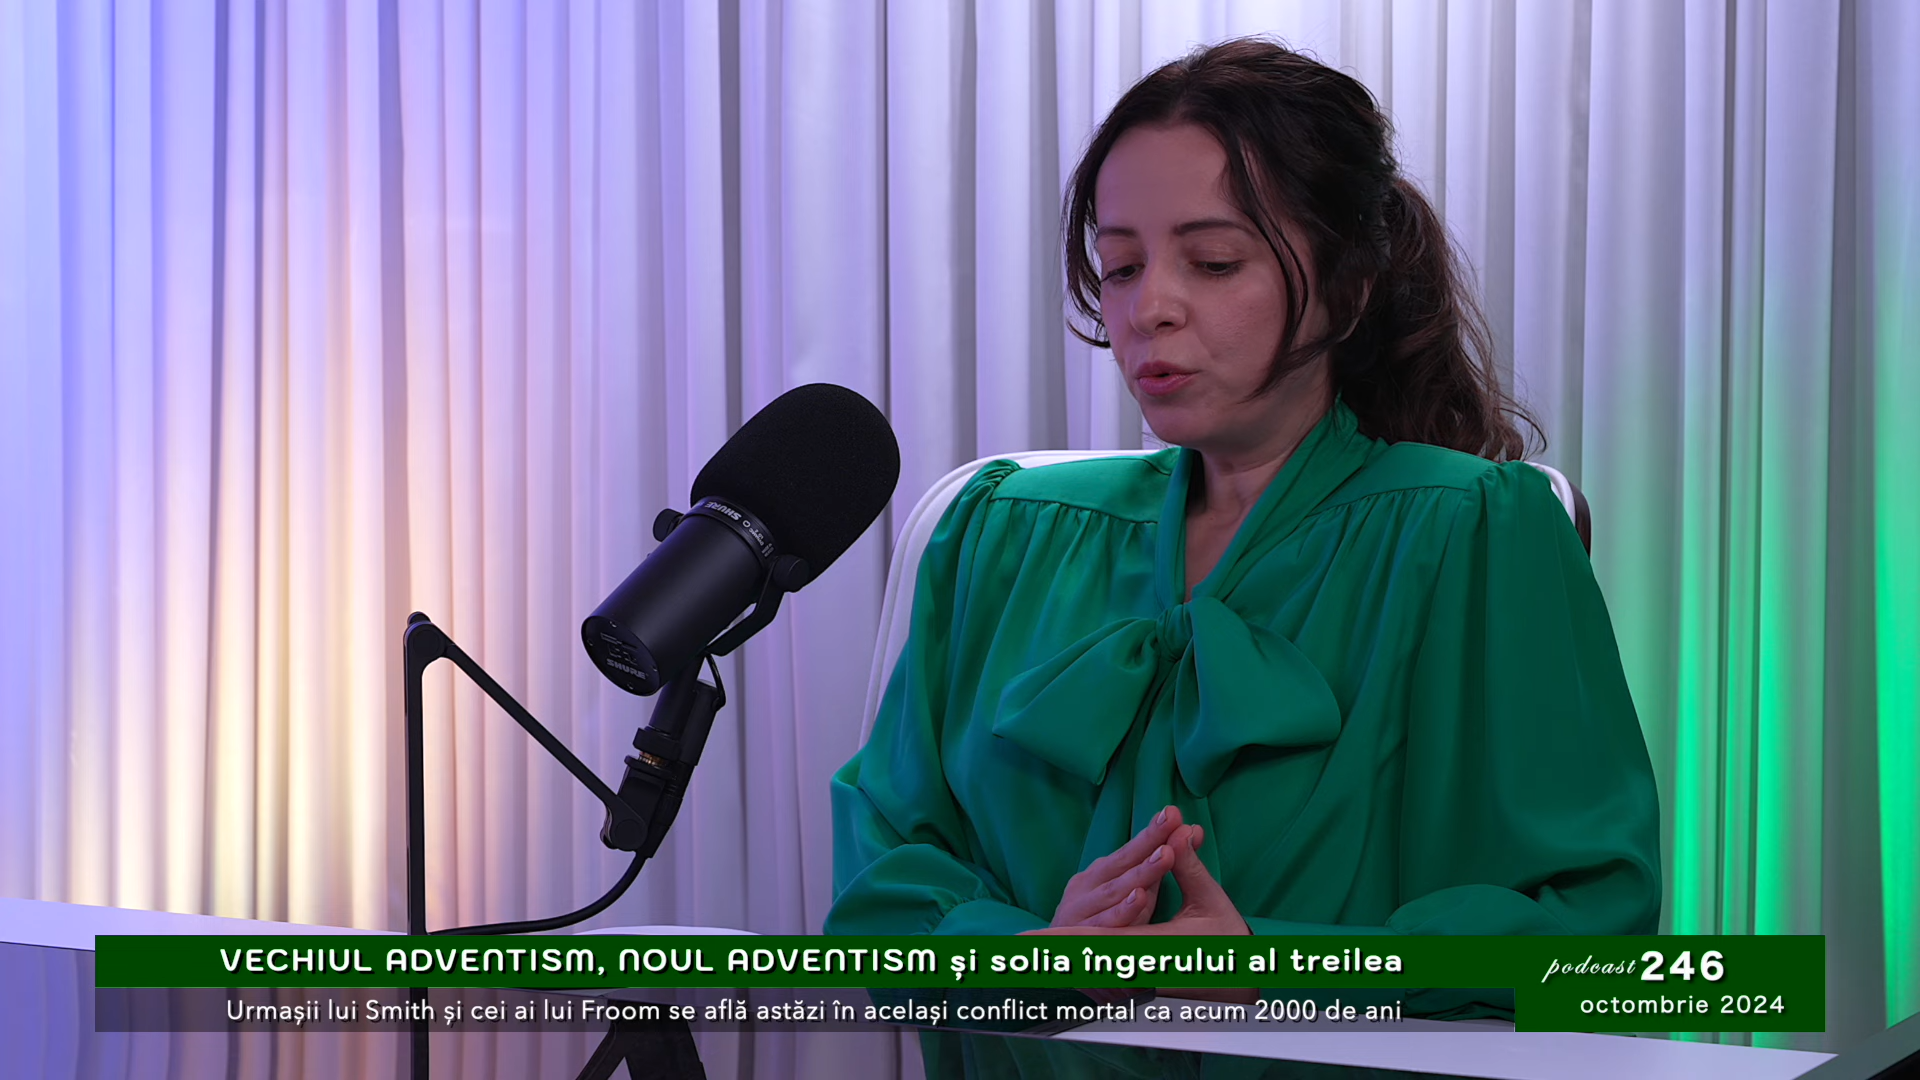 SHURE
SHURE
VECHIUL ADVENTISM, NOUL ADVENTISM și solia îngerului al treilea
Urmașii lui Smith și cei ai lui Froom se află astăzi în același conflict mortal ca acum 2000 de ani
podcast 246
octombrie 2024